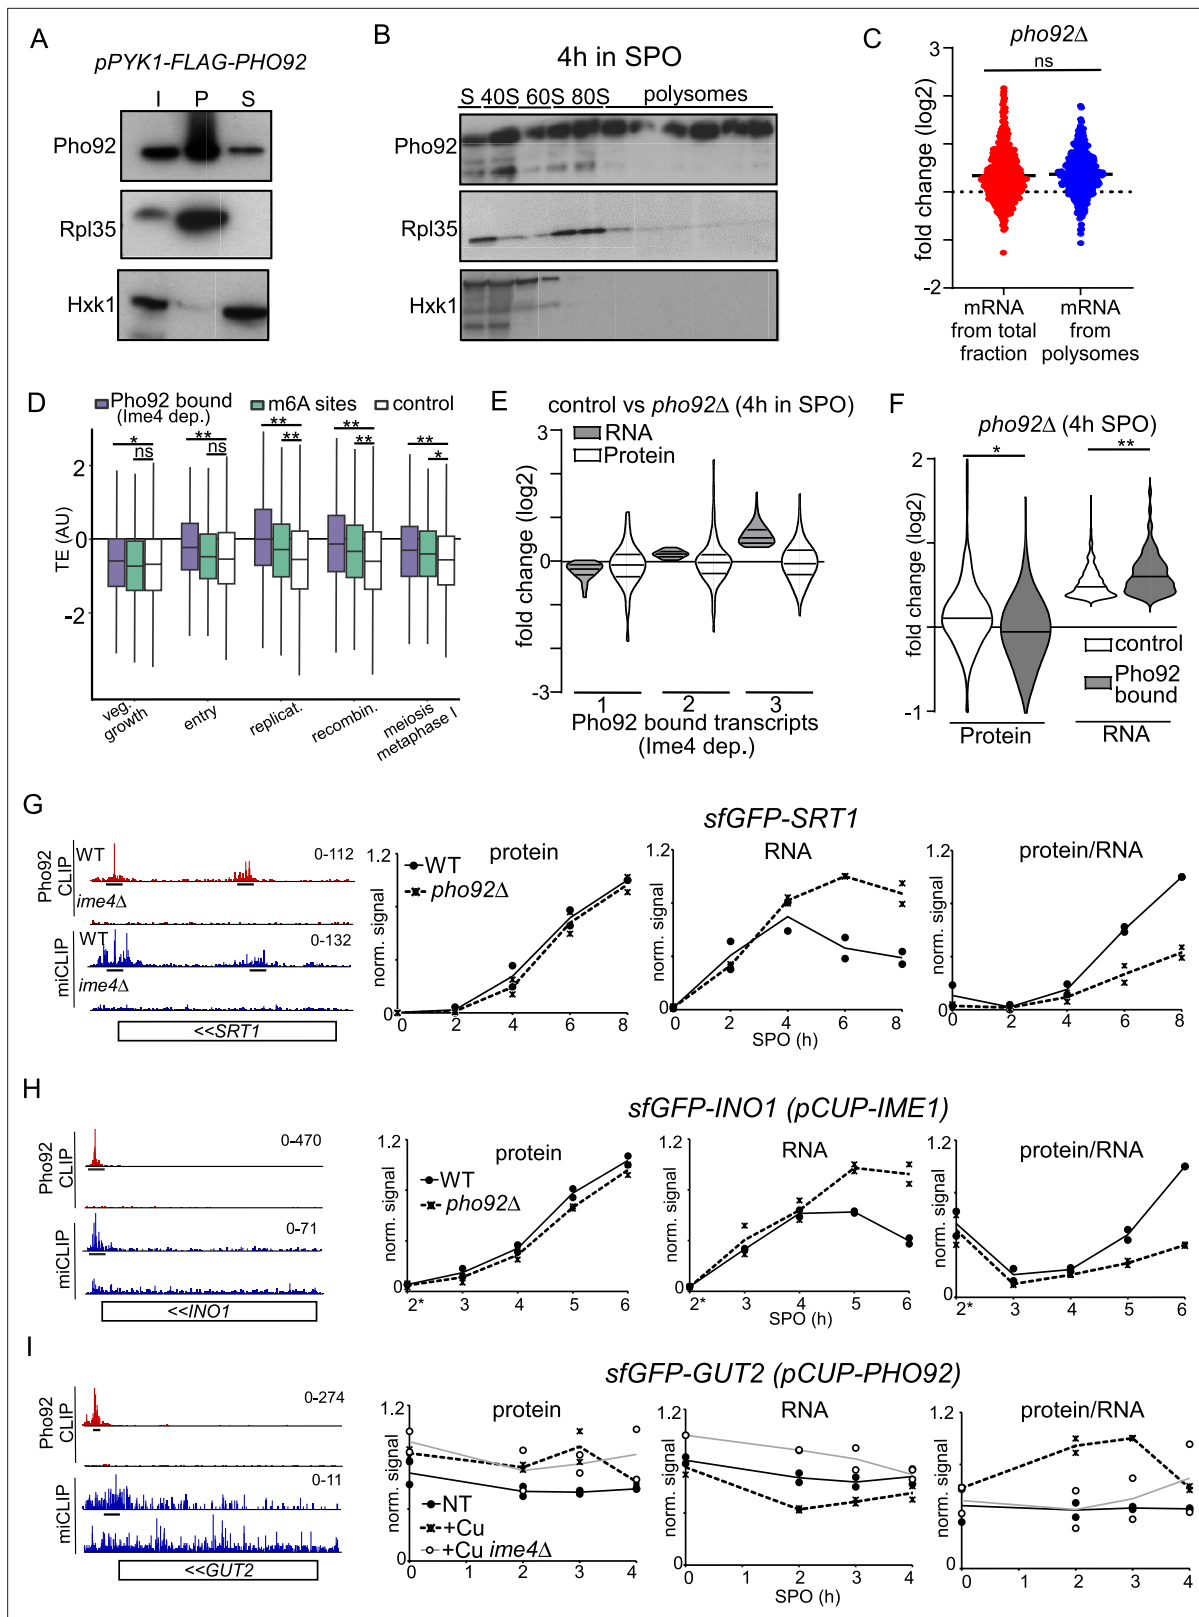 A
pPYK1-FLAG-PHO92
I P S
Pho92
Rpl35
Hxk1
B
4h in SPO
S 40S 60S 80S polysomes
Pho92
Rpl35
Hxk1
C
pho92Δ
ns
3
-2
fold change (log2)
mRNA from total fraction
mRNA from polysomes
D
Pho92 bound (Ime4 dep.)
m6A sites
control
* ns
** ns
** **
** **
** *
2
0
-2
TE (AU)
veg. growth
entry
replicat.
recombin.
meiosis metaphase I
E
control vs pho92Δ (4h in SPO)
RNA
Protein
3
0
-3
fold change (log2)
1 2 3
Pho92 bound transcripts
(Ime4 dep.)
F
pho92Δ (4h SPO)
* **
2
0
-1
fold change (log2)
control
Pho92 bound
Protein RNA
G
sfGFP-SRT1
Pho92 CLIP
WT
0-112
ime4Δ
miCLIP
WT
0-132
ime4Δ
<<SRT1
protein
WT
pho92Δ
1.2
norm. signal
0
0 2 4 6 8
RNA
1.2
norm. signal
0
0 2 4 6 8
SPO (h)
protein/RNA
1.2
norm. signal
0
0 2 4 6 8
H
sfGFP-INO1 (pCUP-IME1)
Pho92 CLIP
0-470
miCLIP
0-71
<<INO1
protein
WT
pho92Δ
1.2
norm. signal
0
2* 3 4 5 6
RNA
1.2
norm. signal
0
2* 3 4 5 6
SPO (h)
protein/RNA
1.2
norm. signal
0
2* 3 4 5 6
I
sfGFP-GUT2 (pCUP-PHO92)
Pho92 CLIP
0-274
miCLIP
0-11
<<GUT2
protein
NT
+Cu
+Cu ime4Δ
1.2
norm. signal
0
0 1 2 3 4
RNA
1.2
norm. signal
0
0 1 2 3 4
SPO (h)
protein/RNA
1.2
norm. signal
0
0 1 2 3 4